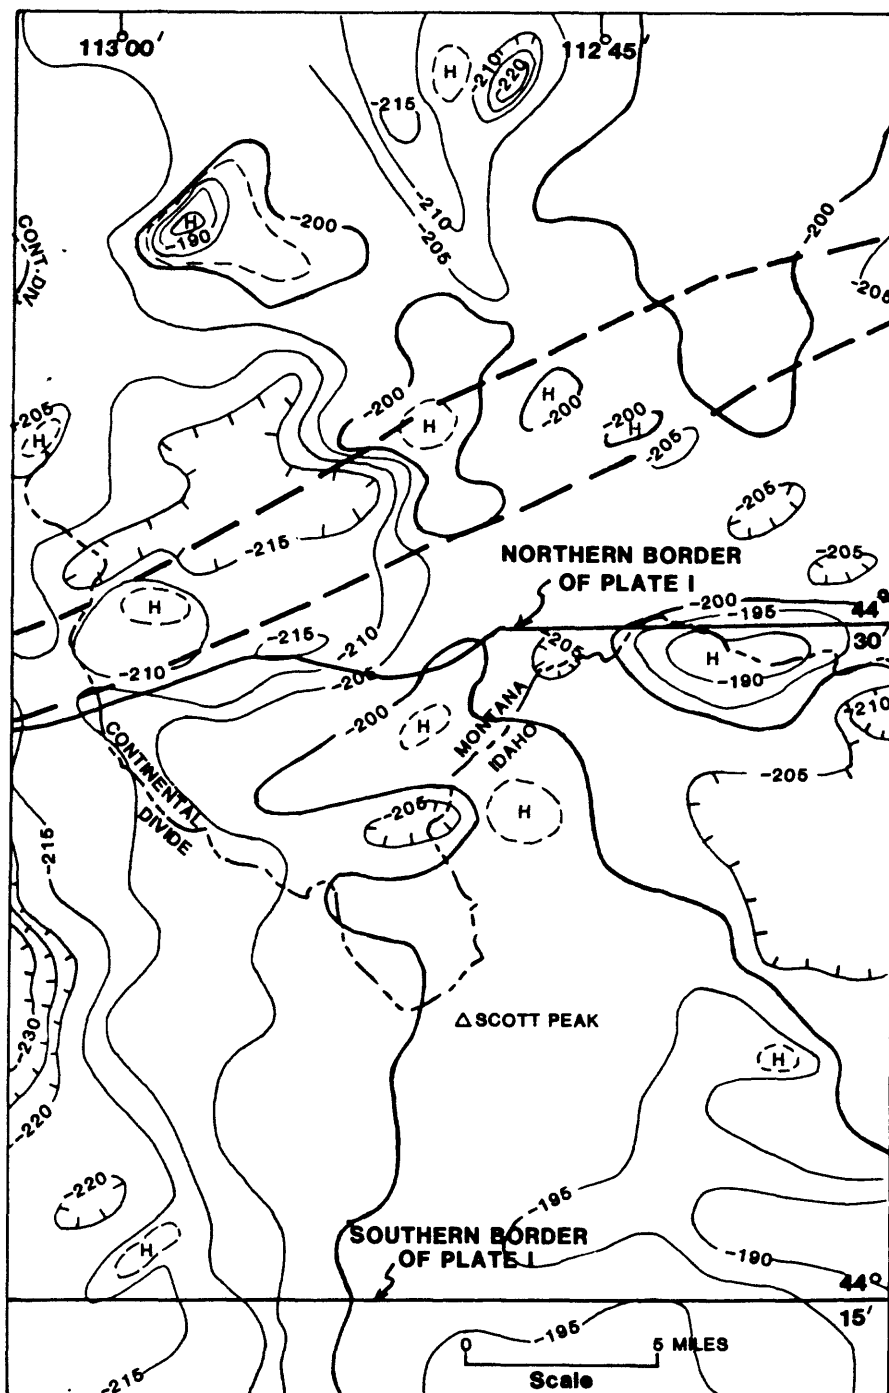 113°00′
112°45′
H
-210
-220
-215
H
-190
-200
-210
-205
-200
-205
CONT. DIV.
-205
H
-200
H
H
-200
-200
H
-205
-215
-205
NORTHERN BORDER
OF PLATE I
-205
H
-200
-195
44°
30′
-215
-210
-210
-205
-205
H
-190
-210
-200
H
MONTANA
IDAHO
CONTINENTAL
DIVIDE
-205
H
-205
-215
-230
-220
△ SCOTT PEAK
H
-220
-195
H
SOUTHERN BORDER
OF PLATE I
-190
44°
15′
-215
-195
0 5 MILES
Scale